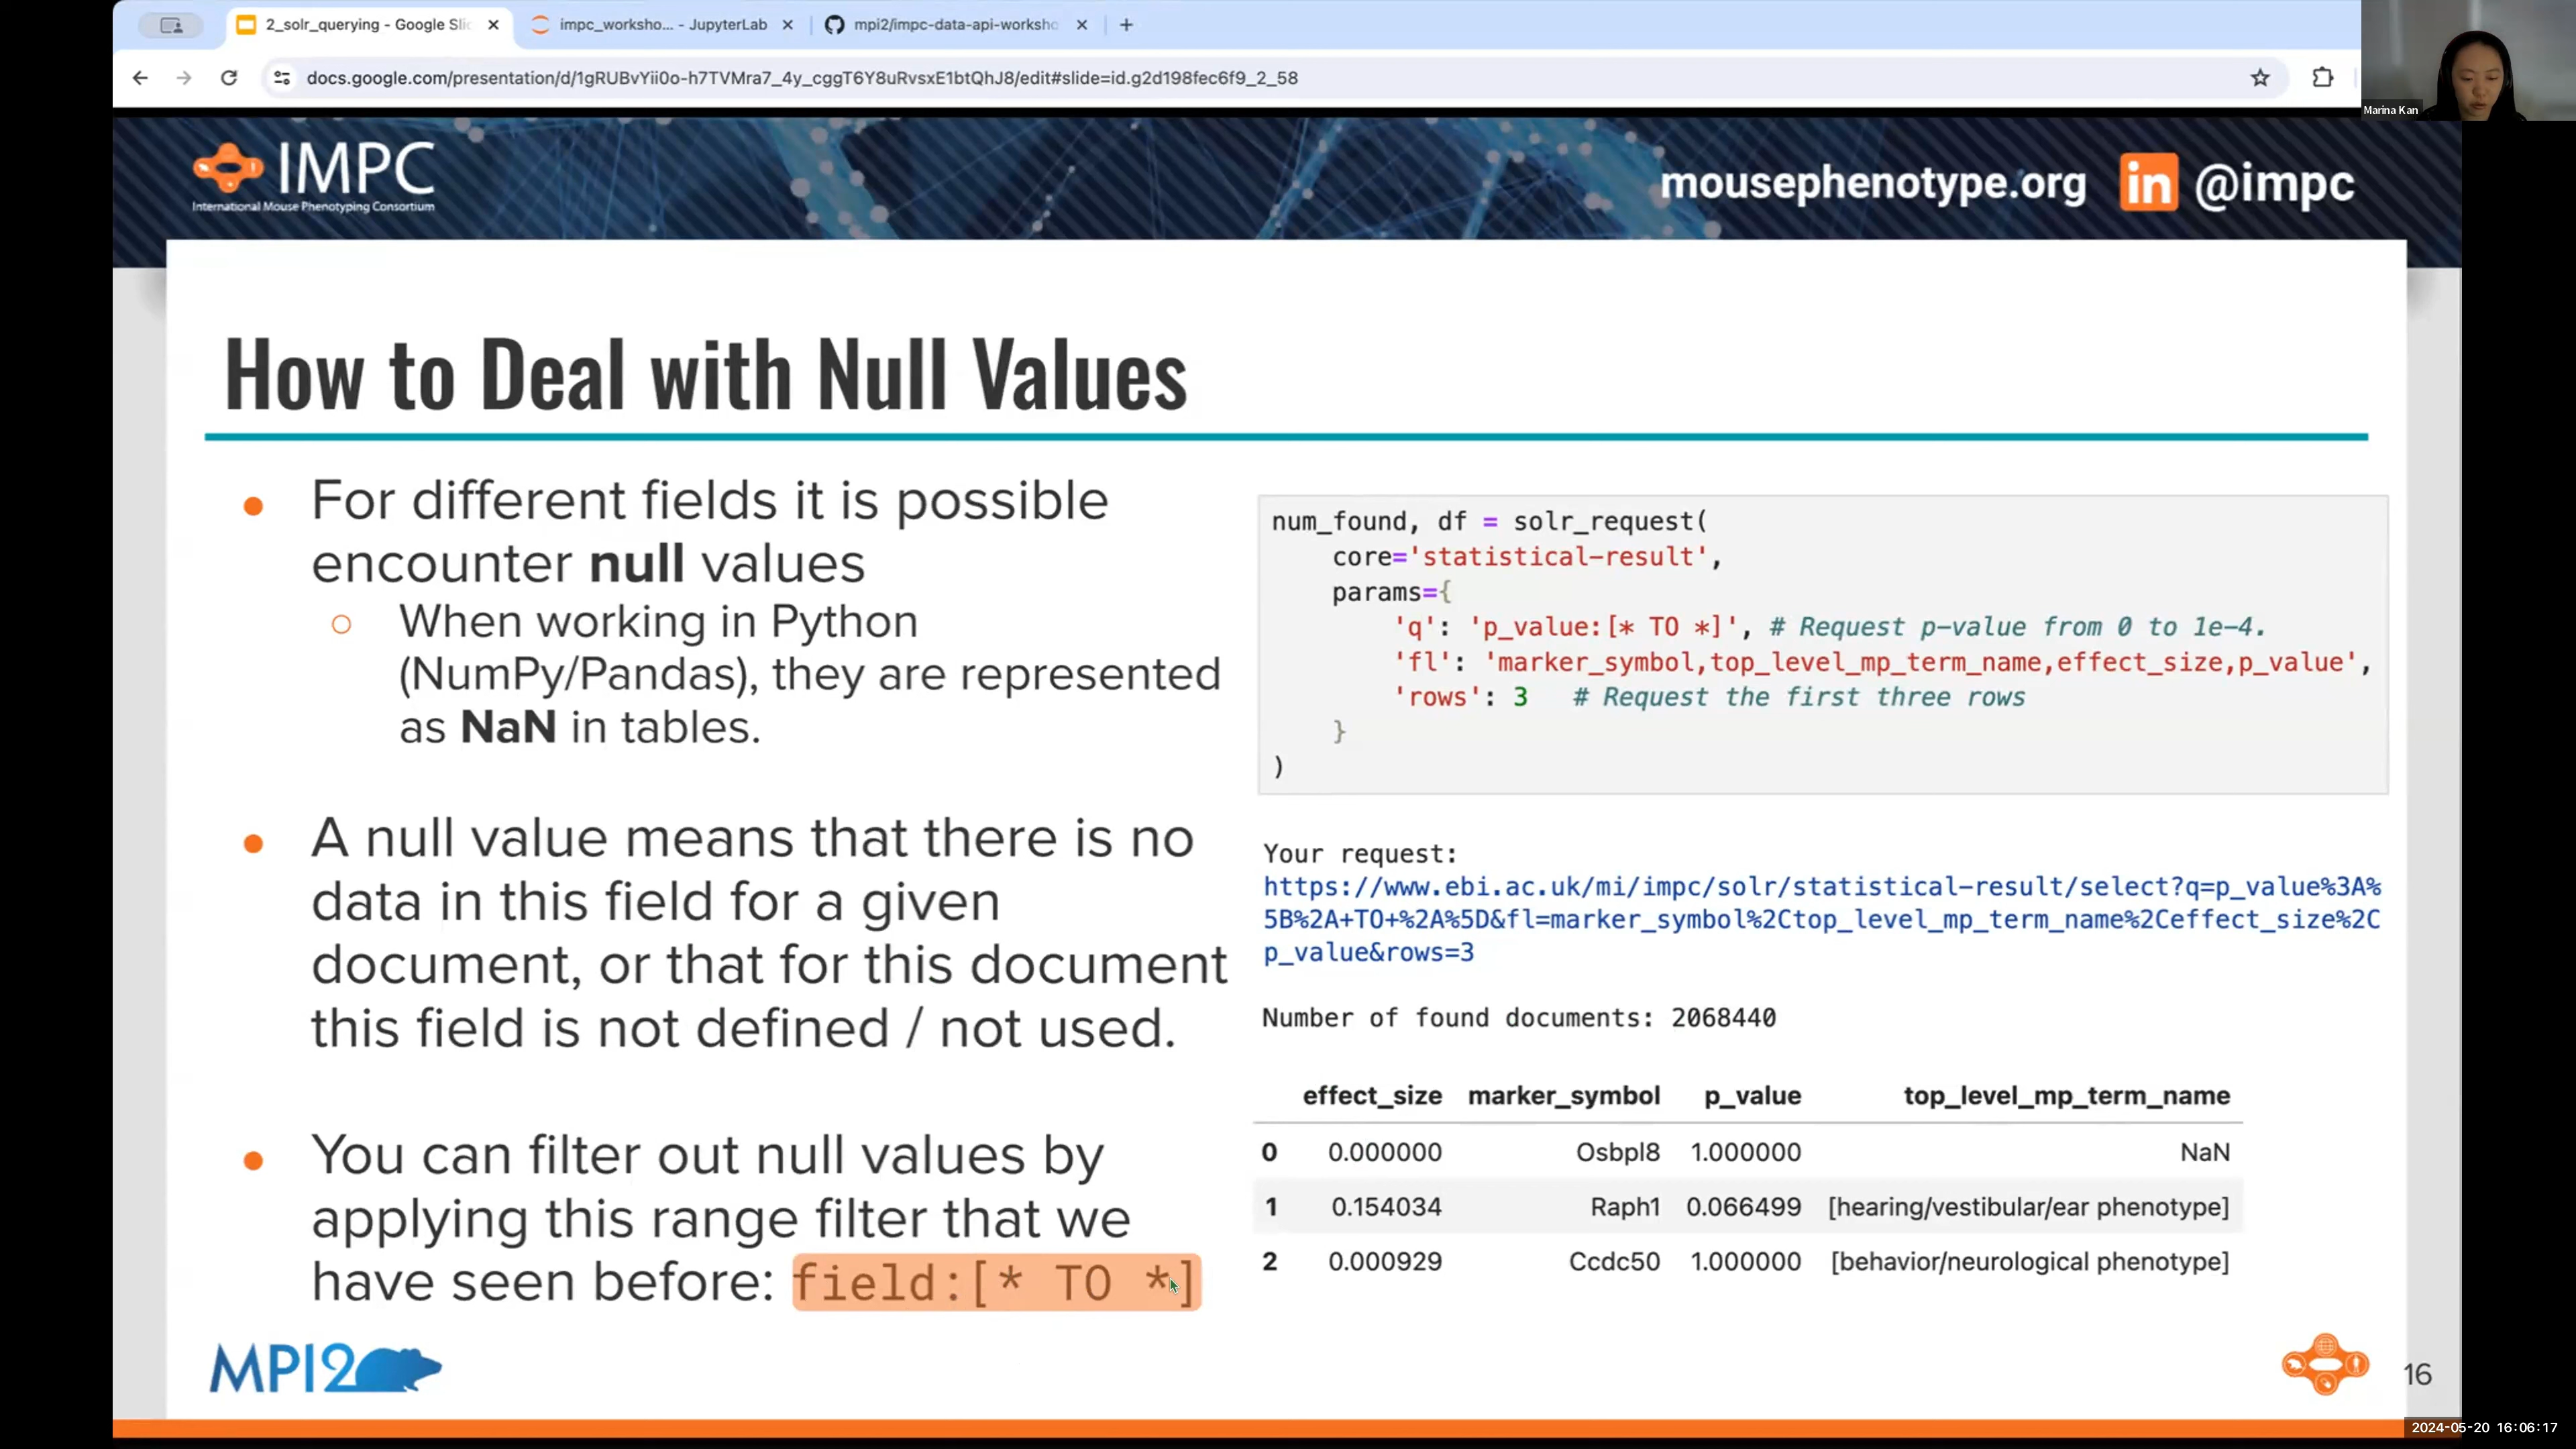 2_solr_querying - Google Slic
impc_worksho... - JupyterLab
mpi2/impc-data-api-worksho
docs.google.com/presentation/d/1gRUBvYii0o-h7TVMra7_4y_cggT6Y8uRvsxE1btQhJ8/edit#slide=id.g2d198fec6f9_2_58
Marina Kan
IMPC
International Mouse Phenotyping Consortium
mousephenotype.org in @impc
How to Deal with Null Values
For different fields it is possible
encounter null values
When working in Python
(NumPy/Pandas), they are represented
as NaN in tables.
A null value means that there is no
data in this field for a given
document, or that for this document
this field is not defined / not used.
You can filter out null values by
applying this range filter that we
have seen before: field:[* TO *]
num_found, df = solr_request(
core='statistical-result',
params={
'q': 'p_value:[* TO *]', # Request p-value from 0 to 1e-4.
'fl': 'marker_symbol,top_level_mp_term_name,effect_size,p_value',
'rows': 3 # Request the first three rows
}
)
Your request:
https://www.ebi.ac.uk/mi/impc/solr/statistical-result/select?q=p_value%3A%
5B%2A+TO+%2A%5D&fl=marker_symbol%2Ctop_level_mp_term_name%2Ceffect_size%2C
p_value&rows=3
Number of found documents: 2068440
effect_size marker_symbol p_value top_level_mp_term_name
0 0.000000 Osbpl8 1.000000 NaN
1 0.154034 Raph1 0.066499 [hearing/vestibular/ear phenotype]
2 0.000929 Ccdc50 1.000000 [behavior/neurological phenotype]
MPI2
16
2024-05-20 16:06:17